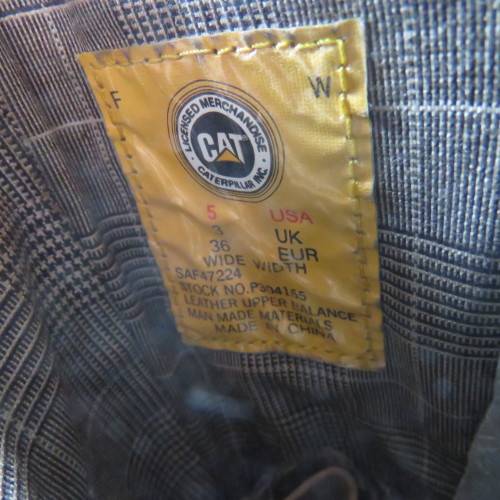 F W
LICENSED MERCHANDISE
CAT
CATERPILLAR INC.
5 USA
3 UK
36 EUR
WIDE WIDTH
SAF47224
STOCK NO.P304155
LEATHER UPPER BALANCE
MAN MADE MATERIALS
MADE IN CHINA